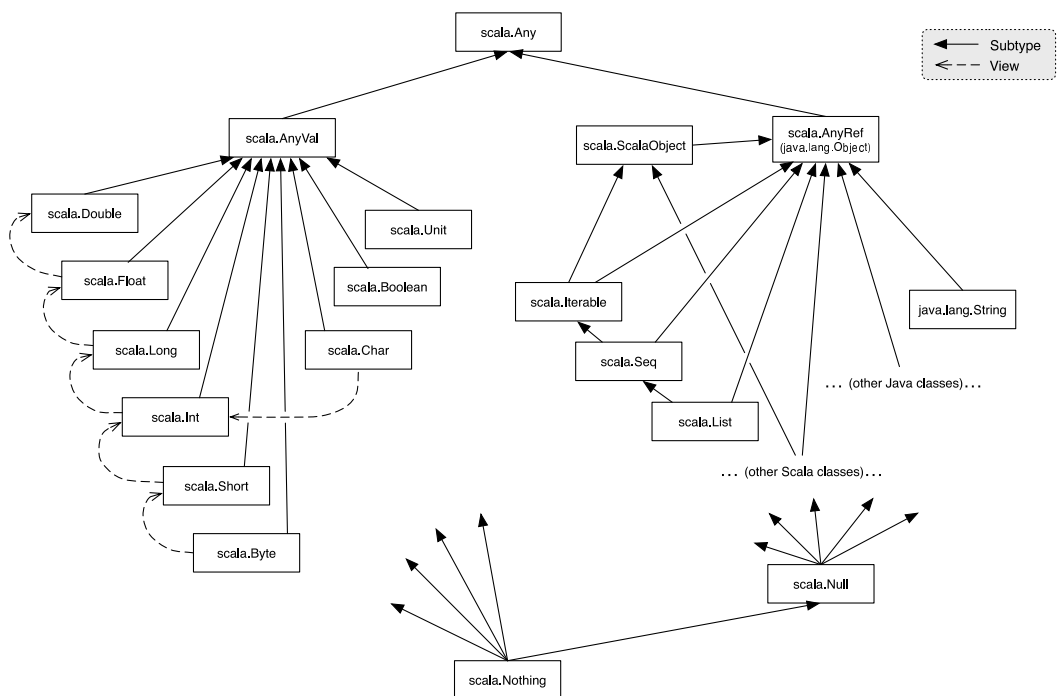 scala.Any
Subtype
View
scala.AnyVal
scala.ScalaObject
scala.AnyRef
(java.lang.Object)
scala.Double
scala.Unit
scala.Float
scala.Boolean
scala.Iterable
java.lang.String
scala.Long
scala.Char
scala.Seq
... (other Java classes)...
scala.Int
scala.List
... (other Scala classes)...
scala.Short
scala.Byte
scala.Null
scala.Nothing